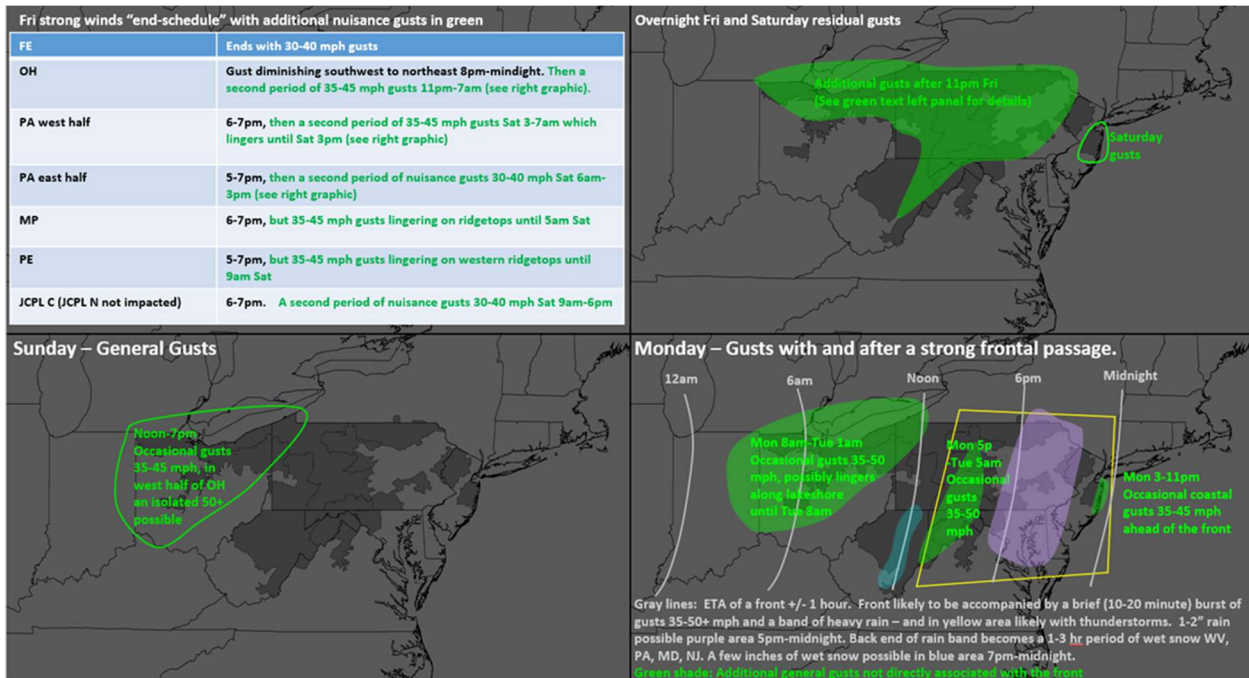 Fri strong winds “end-schedule” with additional nuisance gusts in green
FE Ends with 30-40 mph gusts
OH Gust diminishing southwest to northeast 8pm-mindight. Then a
second period of 35-45 mph gusts 11pm-7am (see right graphic).
PA west half 6-7pm, then a second period of 35-45 mph gusts Sat 3-7am which
lingers until Sat 3pm (see right graphic)
PA east half 5-7pm, then a second period of nuisance gusts 30-40 mph Sat 6am-
3pm (see right graphic)
MP 6-7pm, but 35-45 mph gusts lingering on ridgetops until 5am Sat
PE 5-7pm, but 35-45 mph gusts lingering on western ridgetops until
9am Sat
JCPL C (JCPL N not impacted) 6-7pm. A second period of nuisance gusts 30-40 mph Sat 9am-6pm
Overnight Fri and Saturday residual gusts
Additional gusts after 11pm Fri
(See green text left panel for details)
Saturday
gusts
Sunday – General Gusts
Noon-7pm
Occasional gusts
35-45 mph, in
west half of OH
an isolated 50+
possible
Monday – Gusts with and after a strong frontal passage.
12am
6am
Noon
6pm
Midnight
Mon 8am-Tue 1am
Occasional gusts 35-50
mph, possibly lingers
along lakeshore
until Tue 8am
Mon 5p
-Tue 5am
Occasional
gusts
35-50
mph
Mon 3-11pm
Occasional coastal
gusts 35-45 mph
ahead of the front
Gray lines: ETA of a front +/- 1 hour. Front likely to be accompanied by a brief (10-20 minute) burst of
gusts 35-50+ mph and a band of heavy rain – and in yellow area likely with thunderstorms. 1-2” rain
possible purple area 5pm-midnight. Back end of rain band becomes a 1-3 hr period of wet snow WV,
PA, MD, NJ. A few inches of wet snow possible in blue area 7pm-midnight.
Green shade: Additional general gusts not directly associated with the front